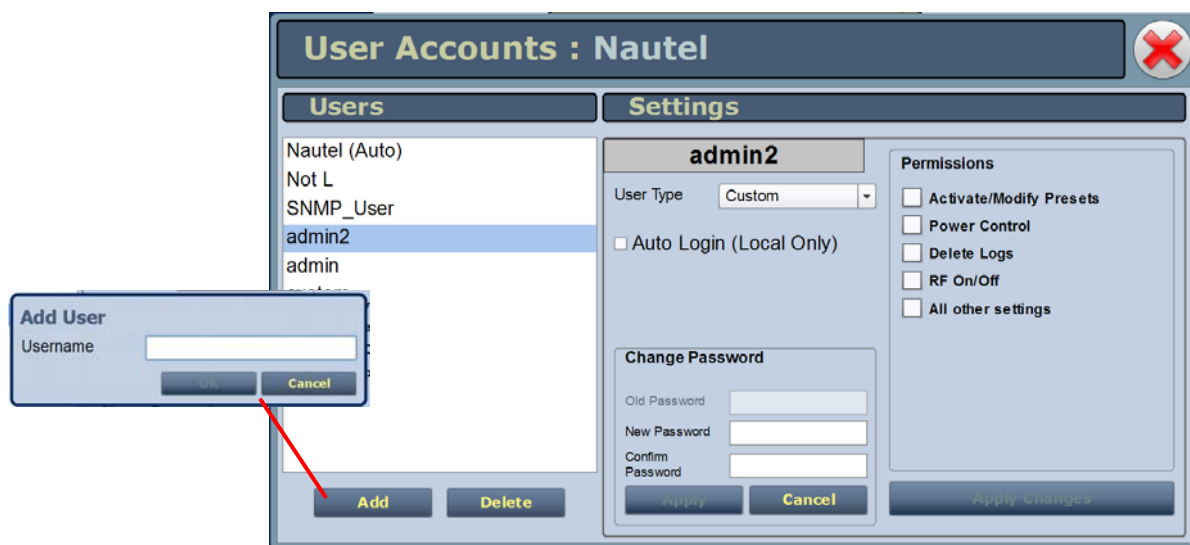 User Accounts : Nautel
Users
Nautel (Auto)
Not L
SNMP_User
admin2
admin
Add User
Username
OK
Cancel
Add
Delete
Settings
admin2
User Type
Custom
Auto Login (Local Only)
Change Password
Old Password
New Password
Confirm
Password
Apply
Cancel
Permissions
Activate/Modify Presets
Power Control
Delete Logs
RF On/Off
All other settings
Apply Changes